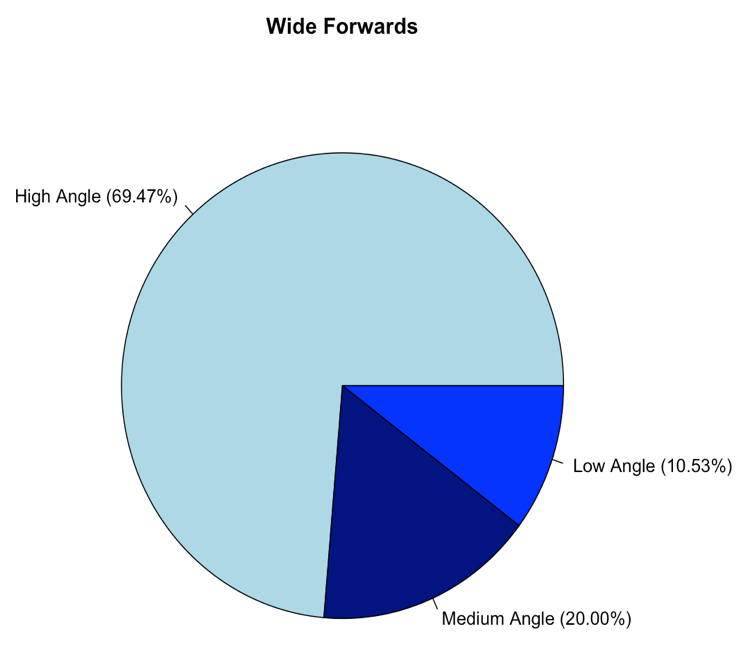 Wide Forwards
High Angle (69.47%)
Low Angle (10.53%)
Medium Angle (20.00%)